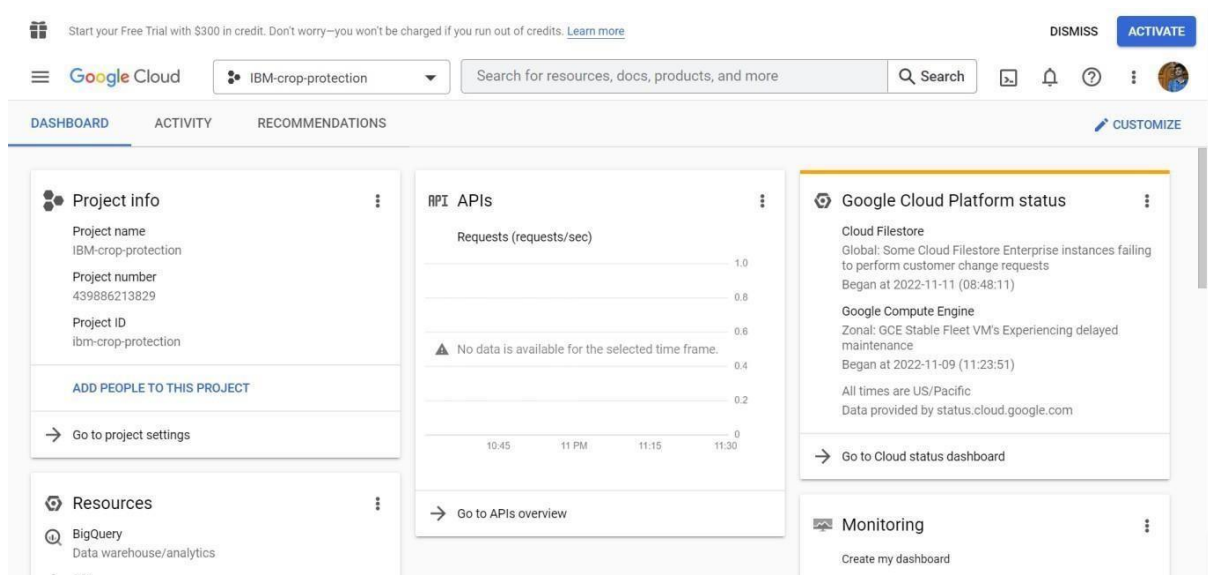 Start your Free Trial with $300 in credit. Don't worry—you won't be charged if you run out of credits. Learn more
DISMISS
ACTIVATE
Google Cloud
IBM-crop-protection
Search for resources, docs, products, and more
Search
DASHBOARD
ACTIVITY
RECOMMENDATIONS
CUSTOMIZE
Project info
Project name
IBM-crop-protection
Project number
439886213829
Project ID
ibm-crop-protection
ADD PEOPLE TO THIS PROJECT
Go to project settings
Resources
BigQuery
Data warehouse/analytics
API APIs
Requests (requests/sec)
1.0
0.8
0.6
No data is available for the selected time frame.
0.4
0.2
0
10:45
11 PM
11:15
11:30
Go to APIs overview
Google Cloud Platform status
Cloud Filestore
Global: Some Cloud Filestore Enterprise instances failing
to perform customer change requests
Began at 2022-11-11 (08:48:11)
Google Compute Engine
Zonal: GCE Stable Fleet VM's Experiencing delayed
maintenance
Began at 2022-11-09 (11:23:51)
All times are US/Pacific
Data provided by status.cloud.google.com
Go to Cloud status dashboard
Monitoring
Create my dashboard